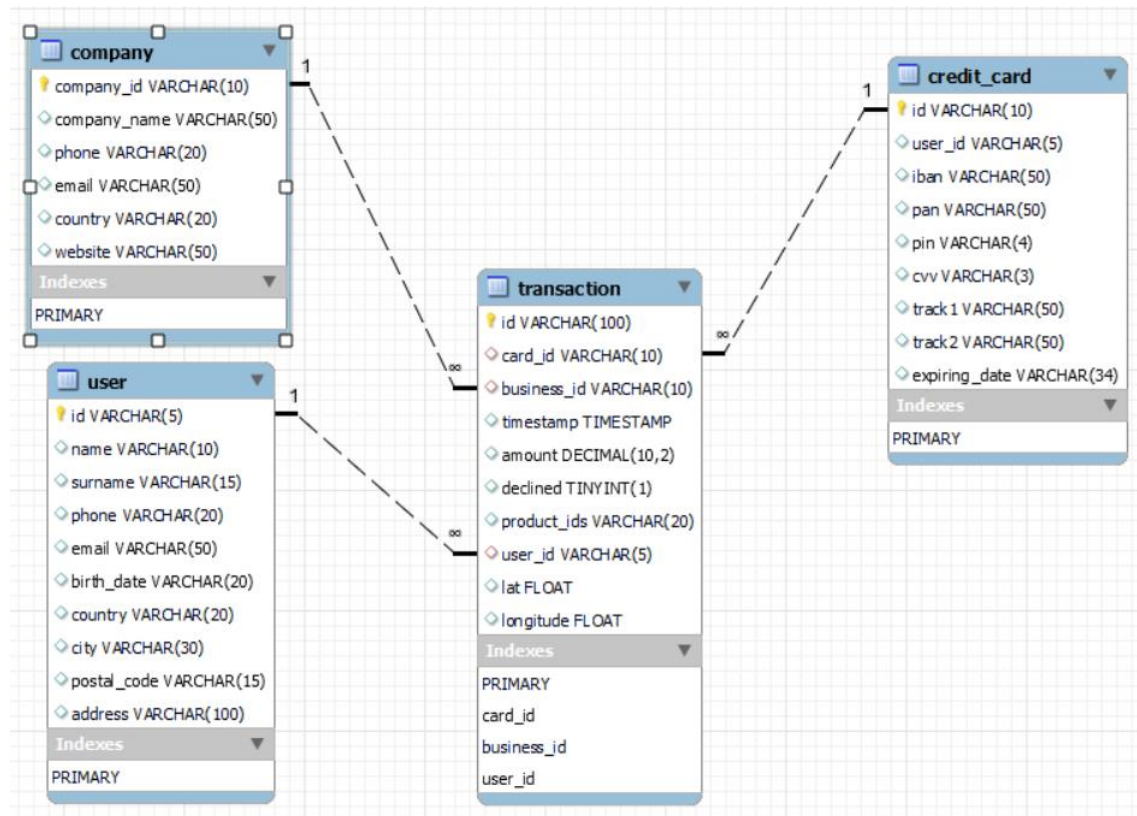 company
company_id VARCHAR(10)
company_name VARCHAR(50)
phone VARCHAR(20)
email VARCHAR(50)
country VARCHAR(20)
website VARCHAR(50)
Indexes
PRIMARY
1
∞
user
id VARCHAR(5)
name VARCHAR(10)
surname VARCHAR(15)
phone VARCHAR(20)
email VARCHAR(50)
birth_date VARCHAR(20)
country VARCHAR(20)
city VARCHAR(30)
postal_code VARCHAR(15)
address VARCHAR(100)
Indexes
PRIMARY
1
∞
transaction
id VARCHAR(100)
card_id VARCHAR(10)
business_id VARCHAR(10)
timestamp TIMESTAMP
amount DECIMAL(10,2)
declined TINYINT(1)
product_ids VARCHAR(20)
user_id VARCHAR(5)
lat FLOAT
longitude FLOAT
Indexes
PRIMARY
card_id
business_id
user_id
∞
1
credit_card
id VARCHAR(10)
user_id VARCHAR(5)
iban VARCHAR(50)
pan VARCHAR(50)
pin VARCHAR(4)
cvv VARCHAR(3)
track1 VARCHAR(50)
track2 VARCHAR(50)
expiring_date VARCHAR(34)
Indexes
PRIMARY